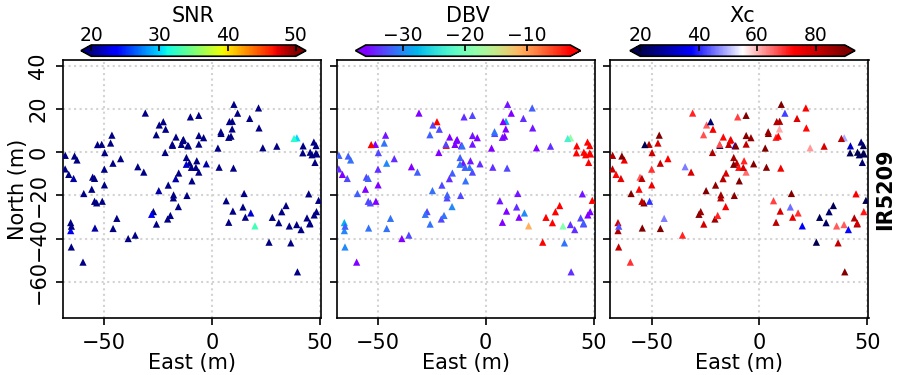 SNR DBV Xc
20 30 40 50 −30 −20 −10 20 40 60 80
40
20
0
−20
−40
−60
North (m)
−50 0 50 −50 0 50 −50 0 50
East (m) East (m) East (m)
IR5209